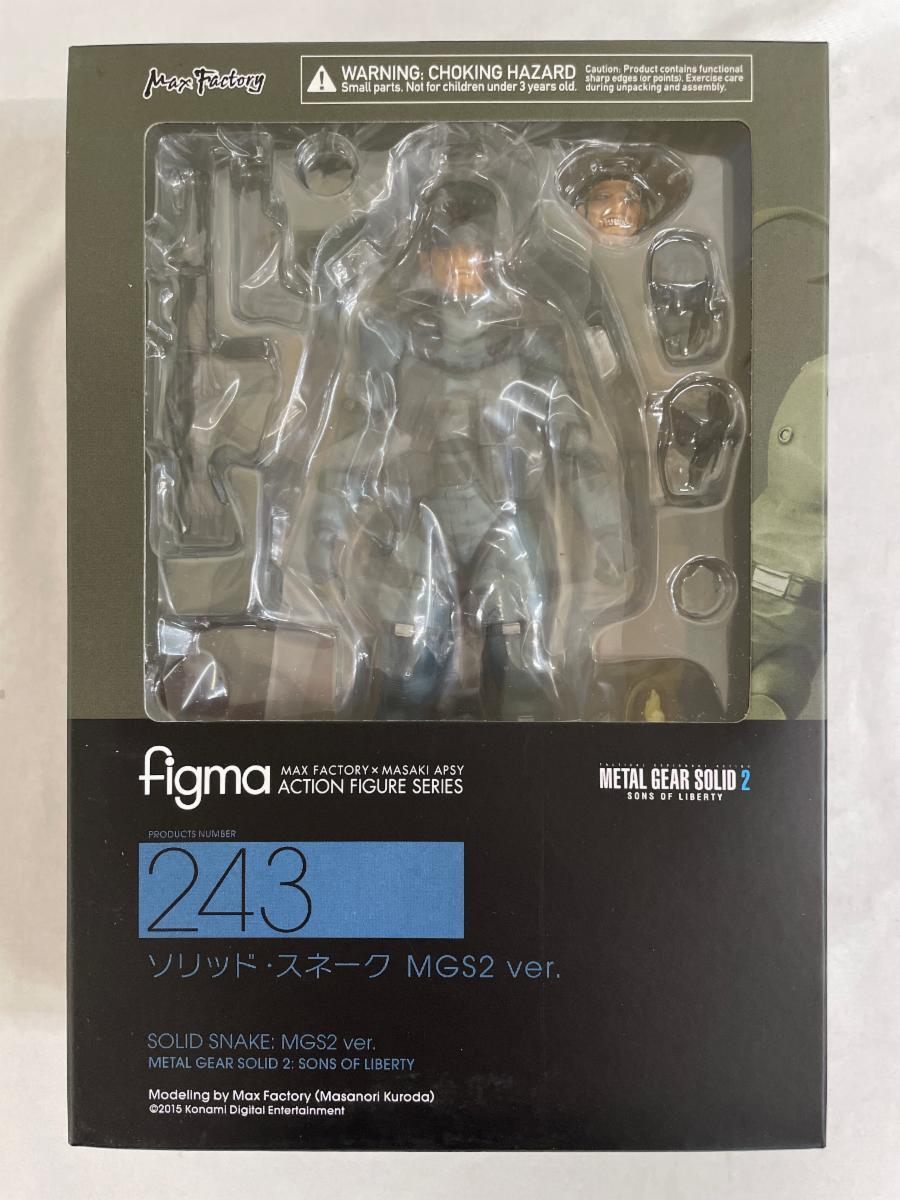 Max Factory
WARNING: CHOKING HAZARD
Small parts. Not for children under 3 years old.
Caution: Product contains functional
sharp edges (or points). Exercise care
during unpacking and assembly.
figma
MAX FACTORY × MASAKI APSY
ACTION FIGURE SERIES
TACTICAL ESPIONAGE ACTION
METAL GEAR SOLID 2
SONS OF LIBERTY
PRODUCTS NUMBER
243
ソリッド・スネーク MGS2 ver.
SOLID SNAKE: MGS2 ver.
METAL GEAR SOLID 2: SONS OF LIBERTY
Modeling by Max Factory (Masanori Kuroda)
©2015 Konami Digital Entertainment